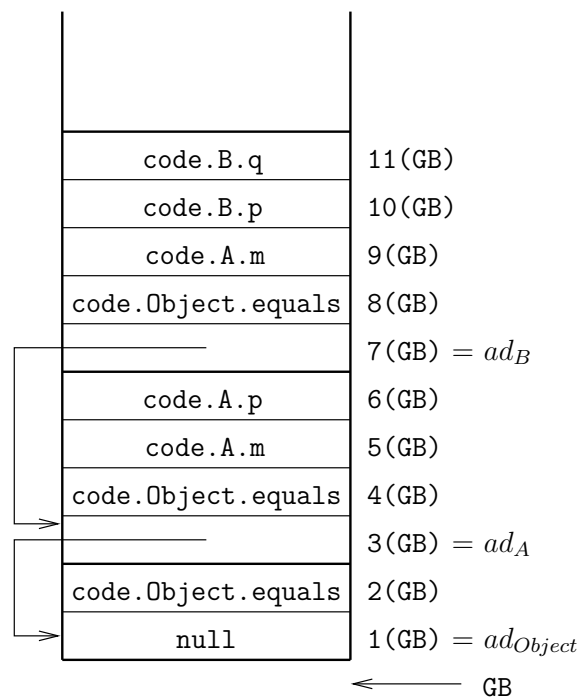 code.B.q 11(GB)
code.B.p 10(GB)
code.A.m 9(GB)
code.Object.equals 8(GB)
7(GB) = ad_B
code.A.p 6(GB)
code.A.m 5(GB)
code.Object.equals 4(GB)
3(GB) = ad_A
code.Object.equals 2(GB)
null 1(GB) = ad_Object
GB